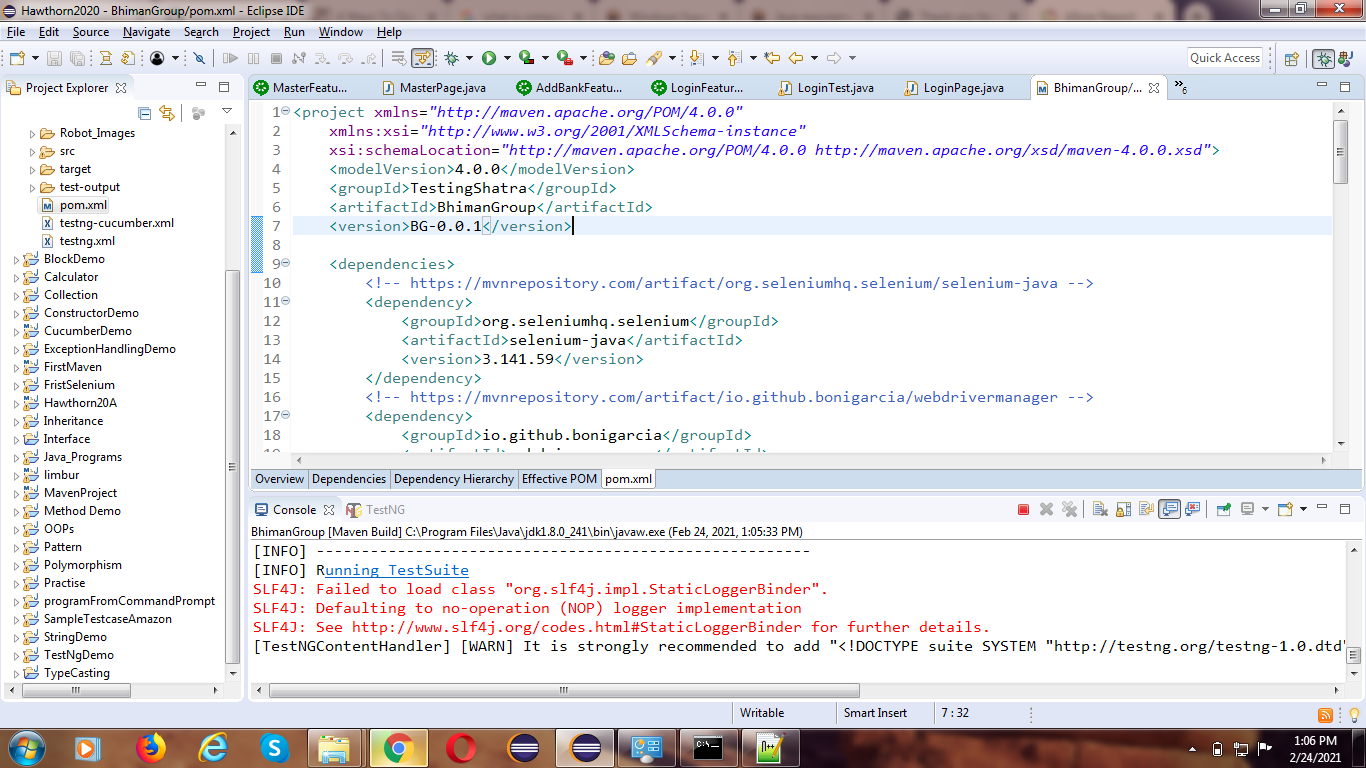 Hawthorn2020 - BhimanGroup/pom.xml - Eclipse IDE
File Edit Source Navigate Search Project Run Window Help
Quick Access
Project Explorer
MasterFeatu... MasterPage.java AddBankFeatu... LoginFeatur... LoginTest.java LoginPage.java BhimanGroup/... »6
Robot_Images
src
target
test-output
pom.xml
testng-cucumber.xml
testng.xml
BlockDemo
Calculator
Collection
ConstructorDemo
CucumberDemo
ExceptionHandlingDemo
FirstMaven
FristSelenium
Hawthorn20A
Inheritance
Interface
Java_Programs
limbur
MavenProject
Method Demo
OOPs
Pattern
Polymorphism
Practise
programFromCommandPrompt
SampleTestcaseAmazon
StringDemo
TestNgDemo
TypeCasting
1 <project xmlns="http://maven.apache.org/POM/4.0.0"
2 xmlns:xsi="http://www.w3.org/2001/XMLSchema-instance"
3 xsi:schemaLocation="http://maven.apache.org/POM/4.0.0 http://maven.apache.org/xsd/maven-4.0.0.xsd">
4 <modelVersion>4.0.0</modelVersion>
5 <groupId>TestingShatra</groupId>
6 <artifactId>BhimanGroup</artifactId>
7 <version>BG-0.0.1</version>
8
9 <dependencies>
10 <!-- https://mvnrepository.com/artifact/org.seleniumhq.selenium/selenium-java -->
11 <dependency>
12 <groupId>org.seleniumhq.selenium</groupId>
13 <artifactId>selenium-java</artifactId>
14 <version>3.141.59</version>
15 </dependency>
16 <!-- https://mvnrepository.com/artifact/io.github.bonigarcia/webdrivermanager -->
17 <dependency>
18 <groupId>io.github.bonigarcia</groupId>
Overview Dependencies Dependency Hierarchy Effective POM pom.xml
Console TestNG
BhimanGroup [Maven Build] C:\Program Files\Java\jdk1.8.0_241\bin\javaw.exe (Feb 24, 2021, 1:05:33 PM)
[INFO] -------------------------------------------------------
[INFO] Running TestSuite
SLF4J: Failed to load class "org.slf4j.impl.StaticLoggerBinder".
SLF4J: Defaulting to no-operation (NOP) logger implementation
SLF4J: See http://www.slf4j.org/codes.html#StaticLoggerBinder for further details.
[TestNGContentHandler] [WARN] It is strongly recommended to add "<!DOCTYPE suite SYSTEM "http://testng.org/testng-1.0.dtd"
Writable Smart Insert 7 : 32
1:06 PM
2/24/2021